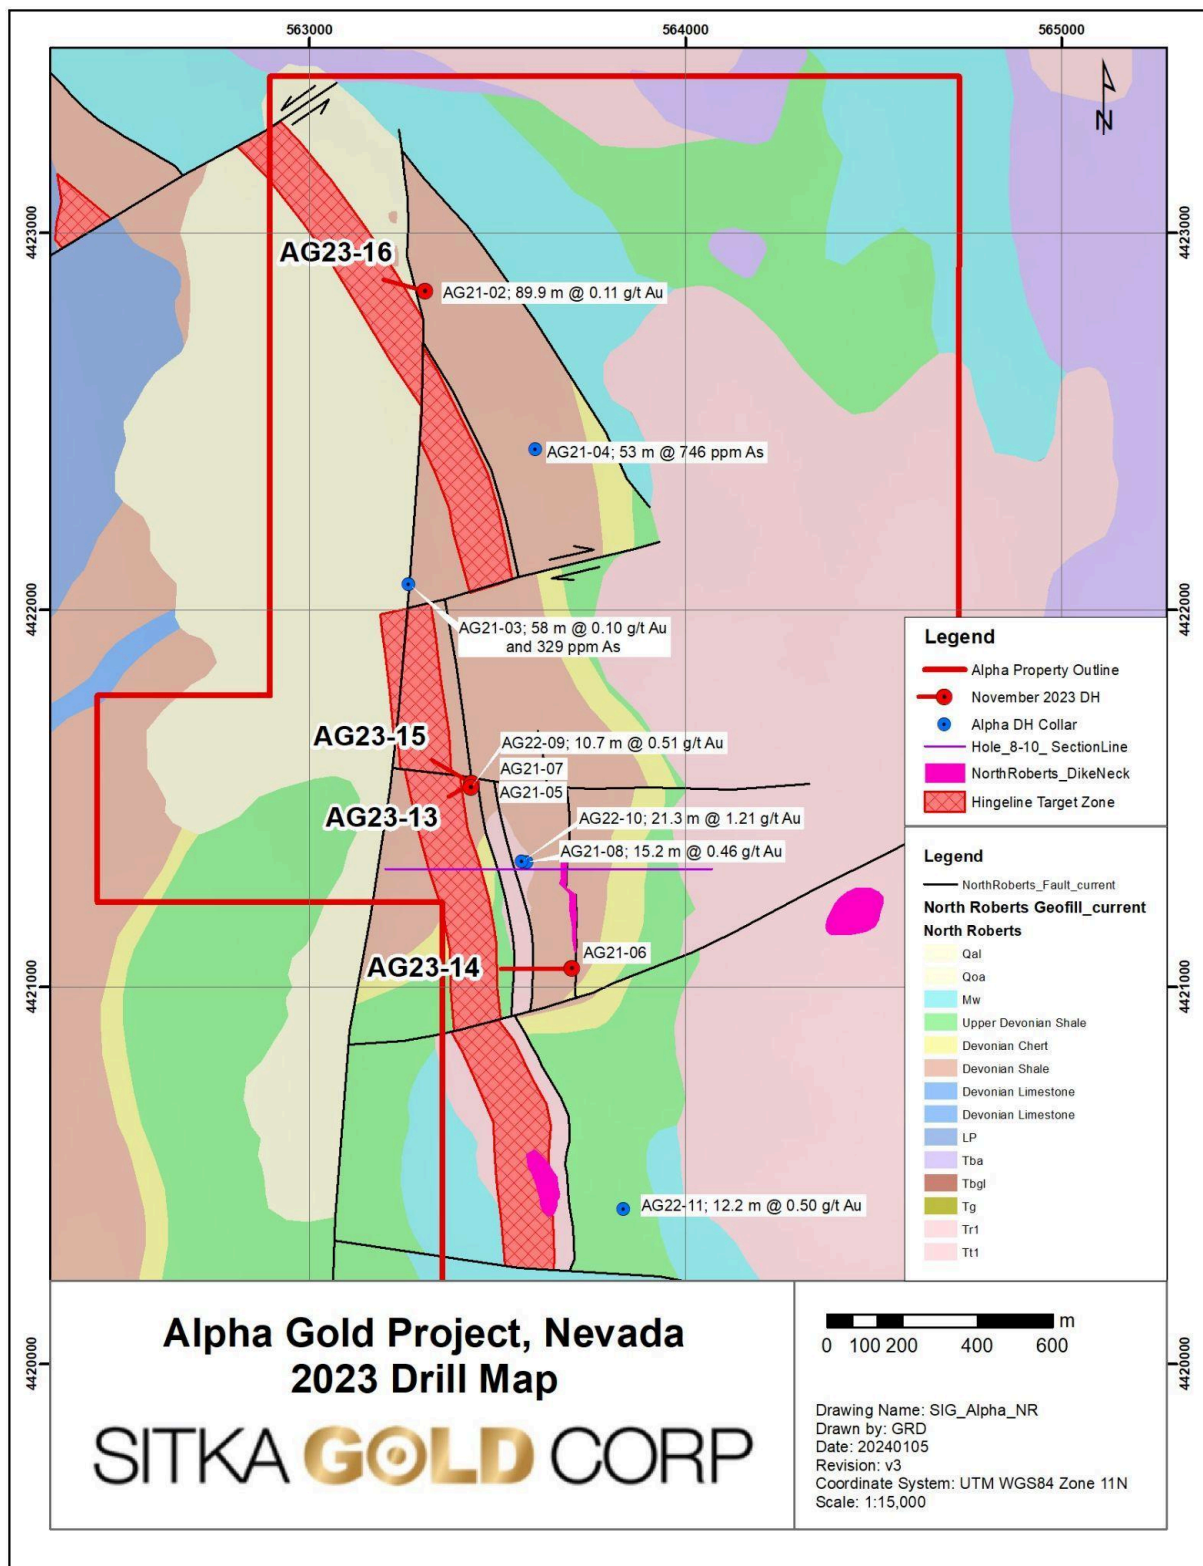 563000
564000
565000
N
4423000
4423000
AG23-16
AG21-02; 89.9 m @ 0.11 g/t Au
AG21-04; 53 m @ 746 ppm As
4422000
4422000
AG21-03; 58 m @ 0.10 g/t Au
and 329 ppm As
AG23-15
AG22-09; 10.7 m @ 0.51 g/t Au
AG21-07
AG21-05
AG23-13
AG22-10; 21.3 m @ 1.21 g/t Au
AG21-08; 15.2 m @ 0.46 g/t Au
AG21-06
AG23-14
4421000
4421000
AG22-11; 12.2 m @ 0.50 g/t Au
Legend
Alpha Property Outline
November 2023 DH
Alpha DH Collar
Hole_8-10_ SectionLine
NorthRoberts_DikeNeck
Hingeline Target Zone
Legend
NorthRoberts_Fault_current
North Roberts Geofill_current
North Roberts
Qal
Qoa
Mw
Upper Devonian Shale
Devonian Chert
Devonian Shale
Devonian Limestone
Devonian Limestone
LP
Tba
Tbgl
Tg
Tr1
Tt1
4420000
4420000
Alpha Gold Project, Nevada
2023 Drill Map
SITKA GOLD CORP
m
0 100 200 400 600
Drawing Name: SIG_Alpha_NR
Drawn by: GRD
Date: 20240105
Revision: v3
Coordinate System: UTM WGS84 Zone 11N
Scale: 1:15,000